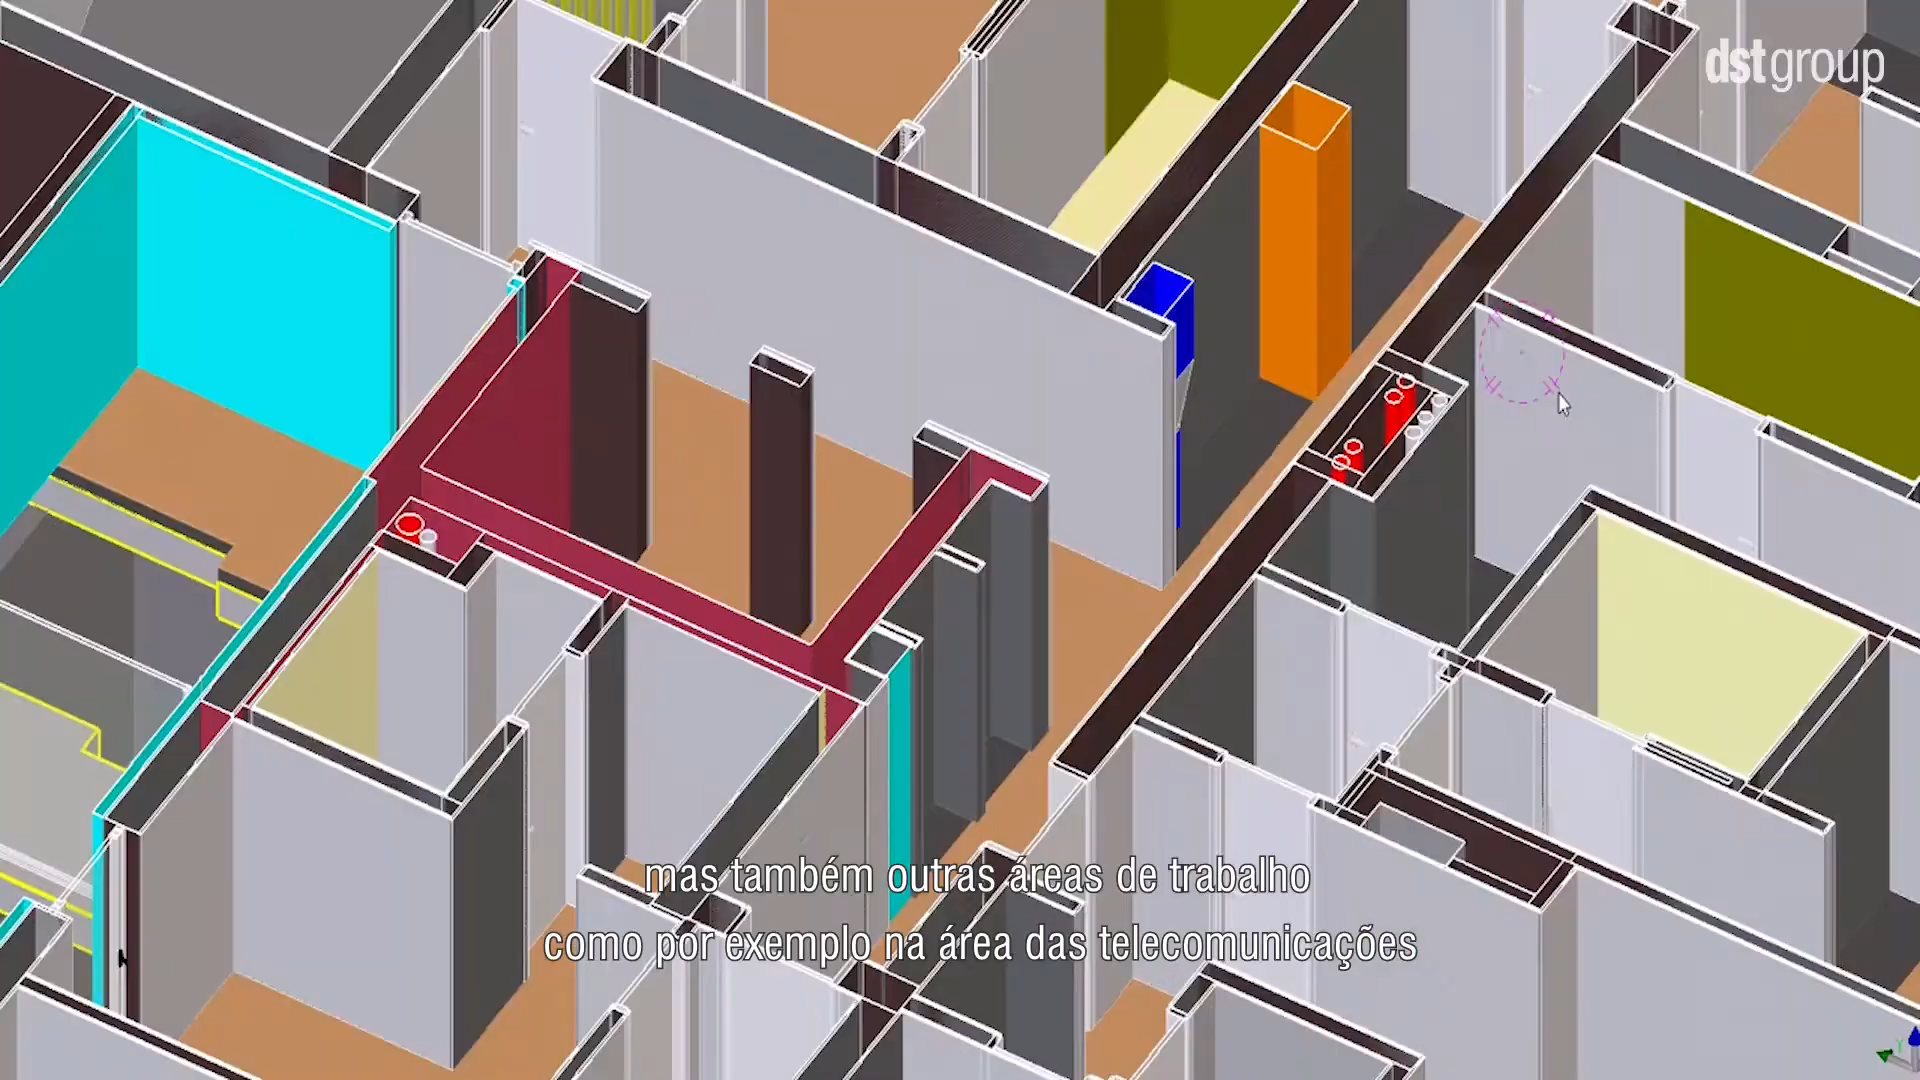 dstgroup
mas também outras áreas de trabalho
como por exemplo na área das telecomunicações